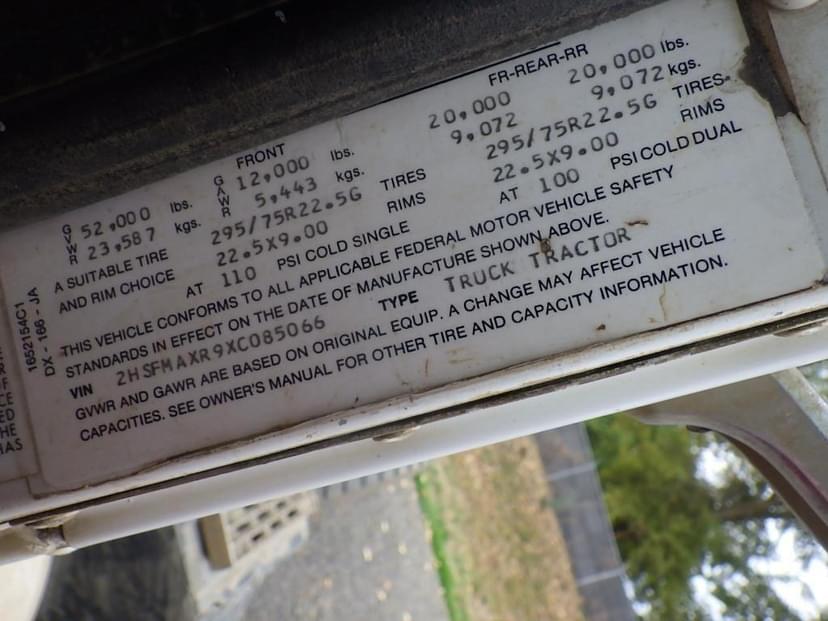 FRONT FR-REAR-RR
GVWR 52,000 lbs. GAWR 12,000 lbs. 20,000 20,000 lbs.
23,587 kgs. 5,443 kgs. 9,072 9,072 kgs.
A SUITABLE TIRE 295/75R22.5G TIRES 295/75R22.5G TIRES
AND RIM CHOICE 22.5X9.00 RIMS 22.5X9.00 RIMS
AT 110 PSI COLD SINGLE AT 100 PSI COLD DUAL
THIS VEHICLE CONFORMS TO ALL APPLICABLE FEDERAL MOTOR VEHICLE SAFETY
STANDARDS IN EFFECT ON THE DATE OF MANUFACTURE SHOWN ABOVE.
VIN 2HSFMAXR9XC085066 TYPE TRUCK TRACTOR
GVWR AND GAWR ARE BASED ON ORIGINAL EQUIP. A CHANGE MAY AFFECT VEHICLE
CAPACITIES. SEE OWNER'S MANUAL FOR OTHER TIRE AND CAPACITY INFORMATION.
1652154C1
DX - 166 - JA